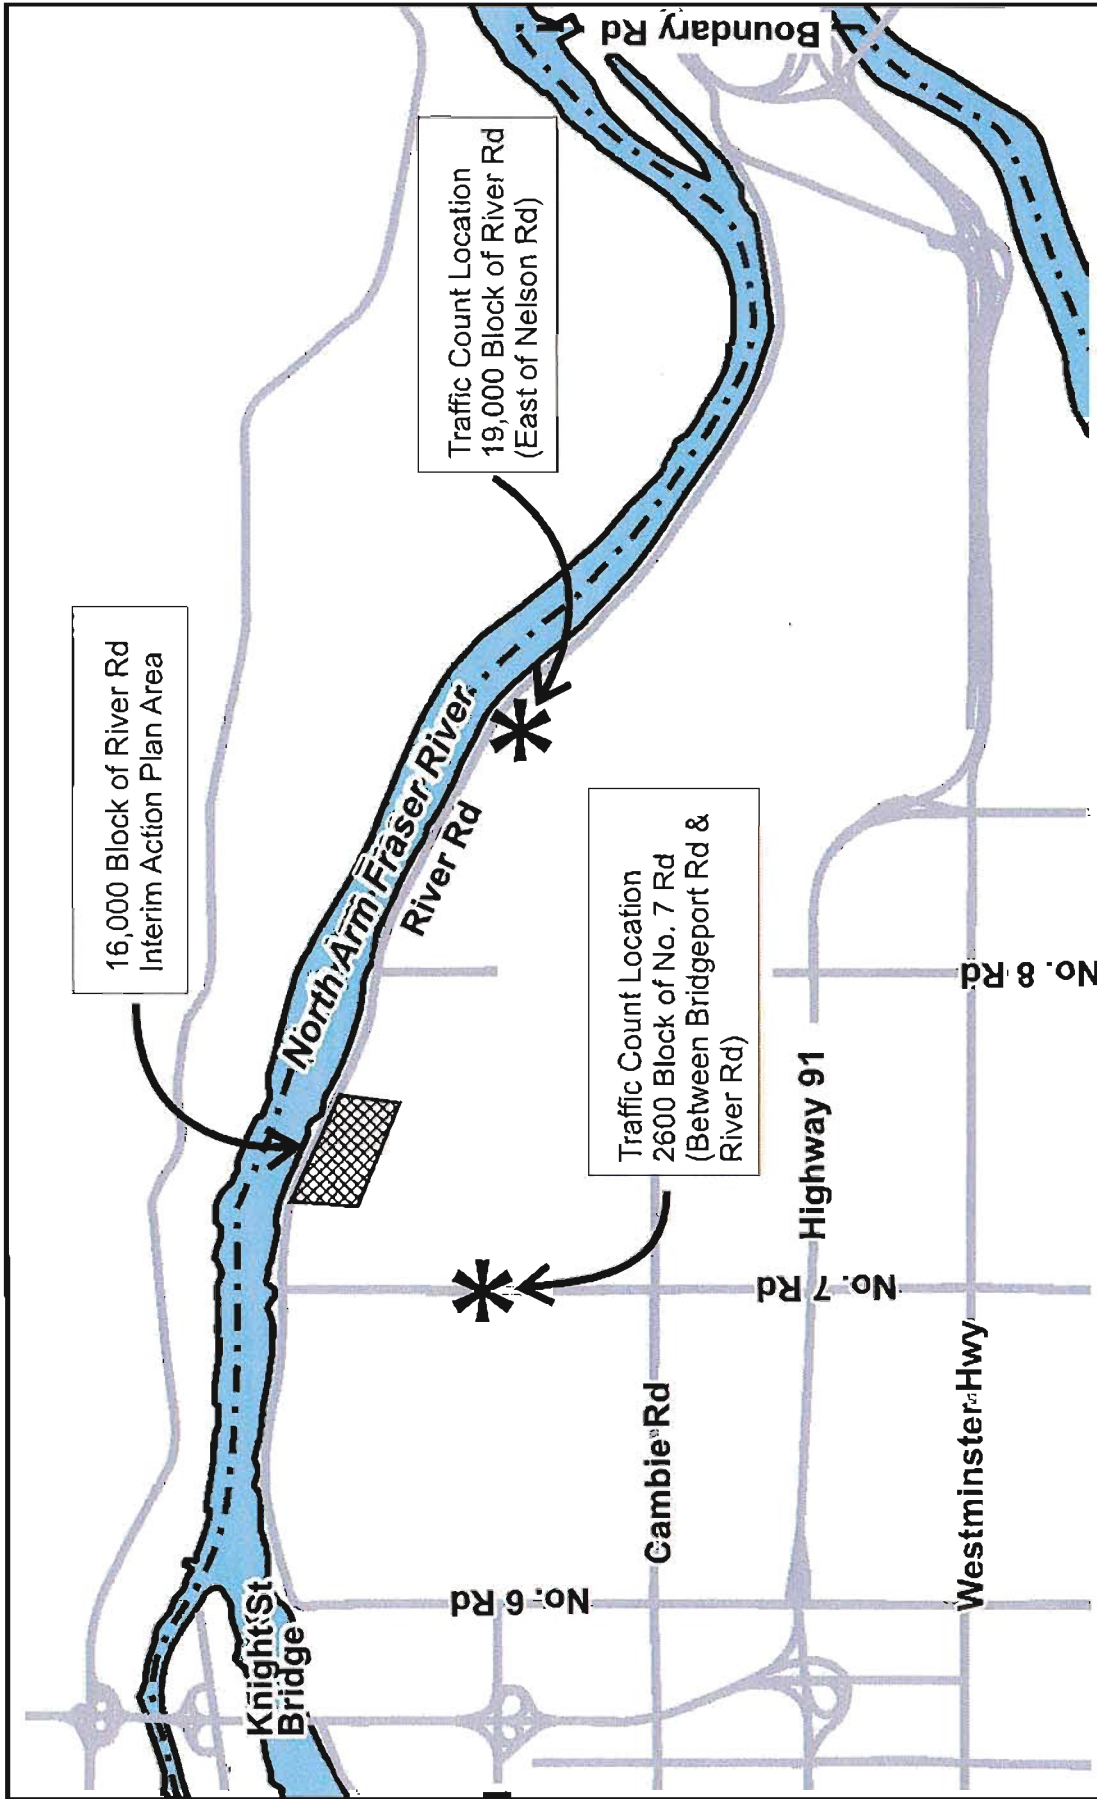 16,000 Block of River Rd
Interim Action Plan Area
Traffic Count Location
19,000 Block of River Rd
(East of Nelson Rd)
Boundary Rd
North Arm Fraser River
River Rd
Traffic Count Location
2600 Block of No. 7 Rd
(Between Bridgeport Rd &
River Rd)
Knight St
Bridge
No. 6 Rd
No. 7 Rd
No. 8 Rd
Cambie Rd
Highway 91
Westminster Hwy